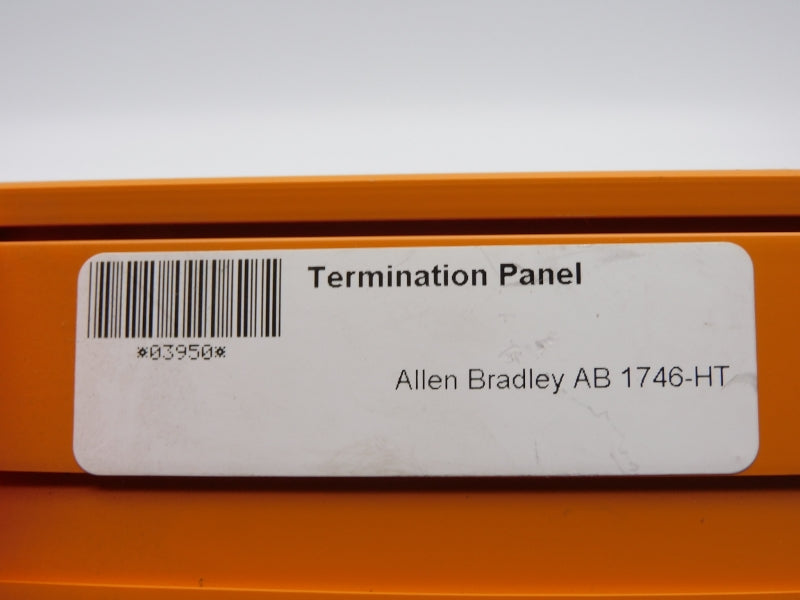 Termination Panel
*03950*
Allen Bradley AB 1746-HT